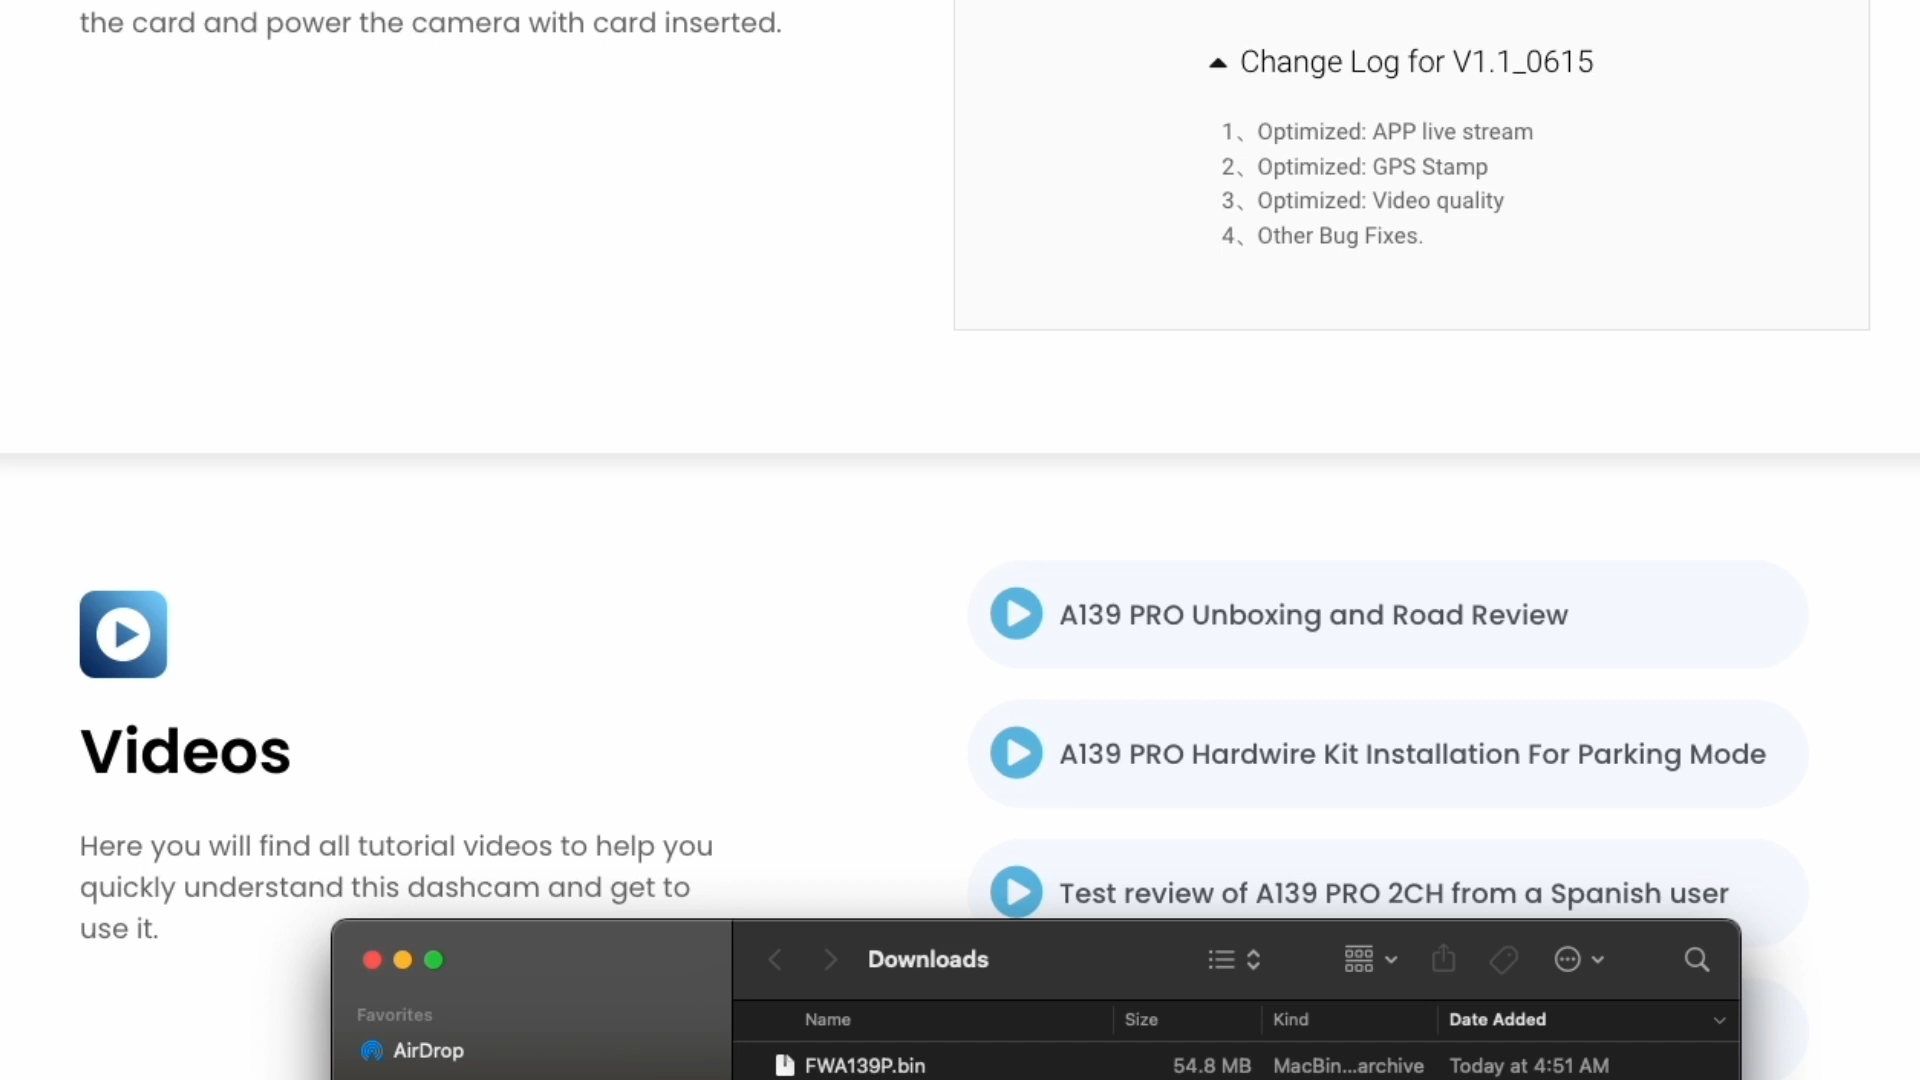 the card and power the camera with card inserted.
Change Log for V1.1_0615
1、Optimized: APP live stream
2、Optimized: GPS Stamp
3、Optimized: Video quality
4、Other Bug Fixes.
Videos
Here you will find all tutorial videos to help you
quickly understand this dashcam and get to
use it.
A139 PRO Unboxing and Road Review
A139 PRO Hardwire Kit Installation For Parking Mode
Test review of A139 PRO 2CH from a Spanish user
Downloads
Favorites
AirDrop
Name Size Kind Date Added
FWA139P.bin 54.8 MB MacBin...archive Today at 4:51 AM